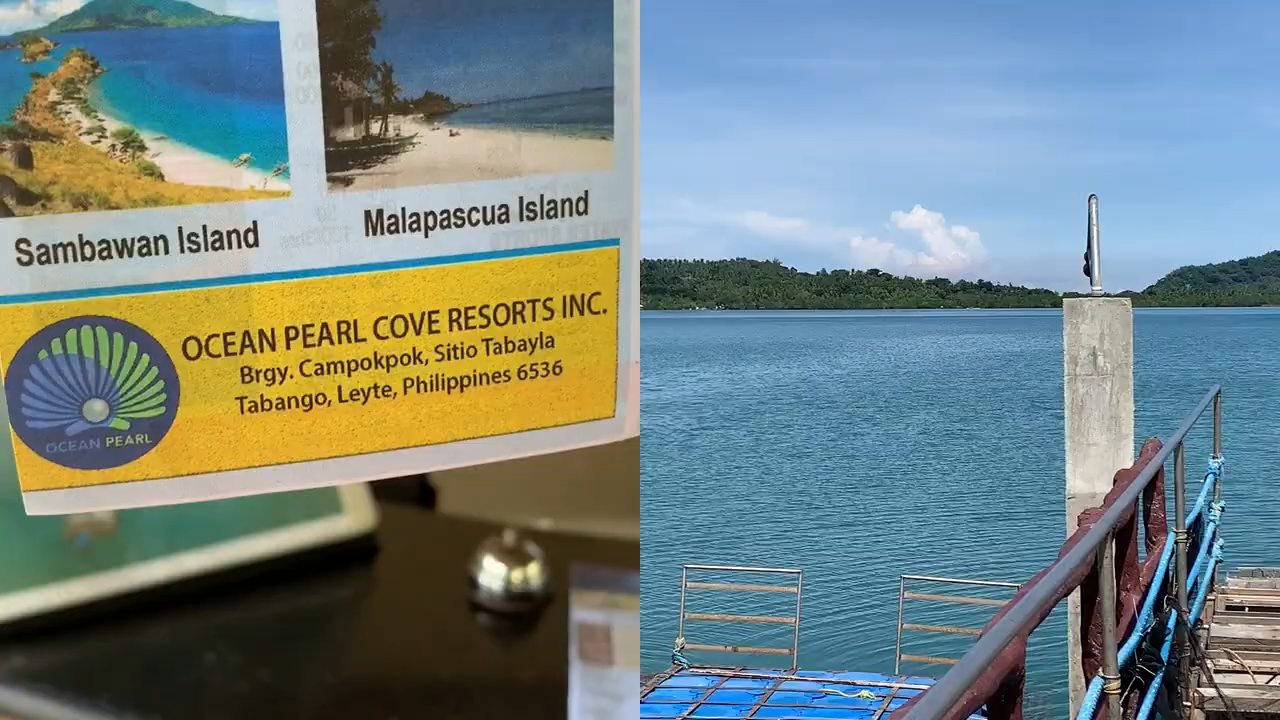 Sambawan Island
Malapascua Island
OCEAN PEARL COVE RESORTS INC.
Brgy. Campokpok, Sitio Tabayla
Tabango, Leyte, Philippines 6536
OCEAN PEARL